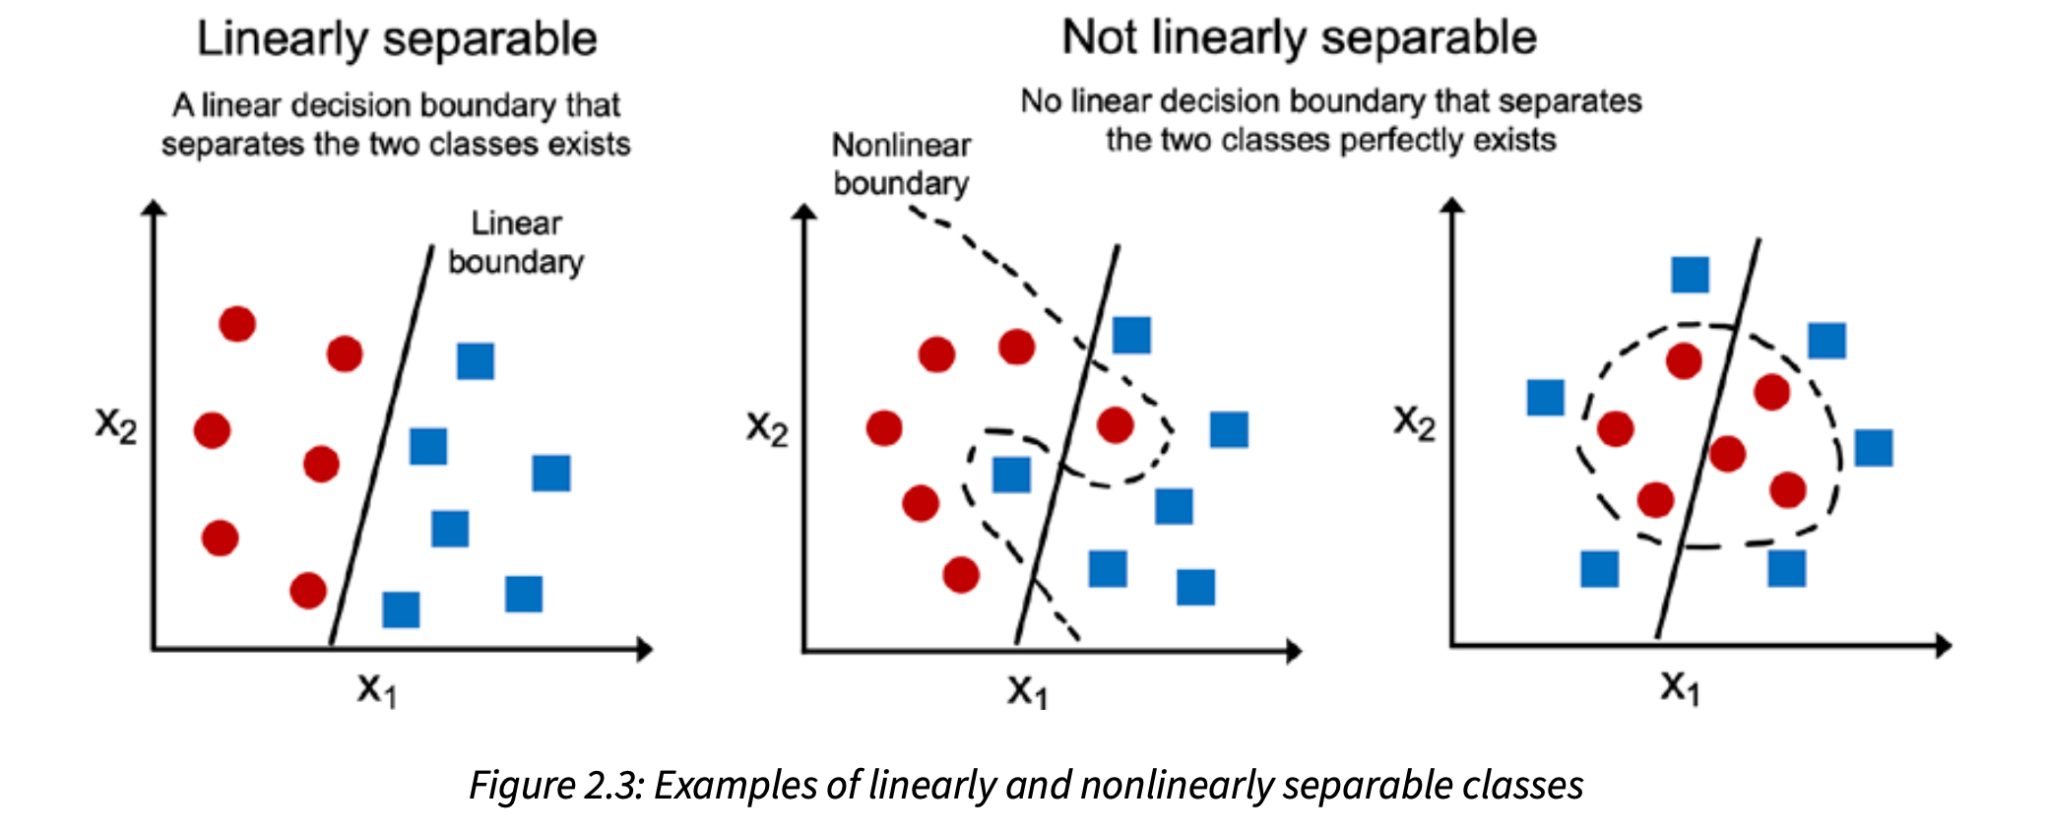 Linearly separable
A linear decision boundary that
separates the two classes exists
Linear
boundary
x2
x1
Not linearly separable
No linear decision boundary that separates
the two classes perfectly exists
Nonlinear
boundary
x2
x1
x2
x1
Figure 2.3: Examples of linearly and nonlinearly separable classes